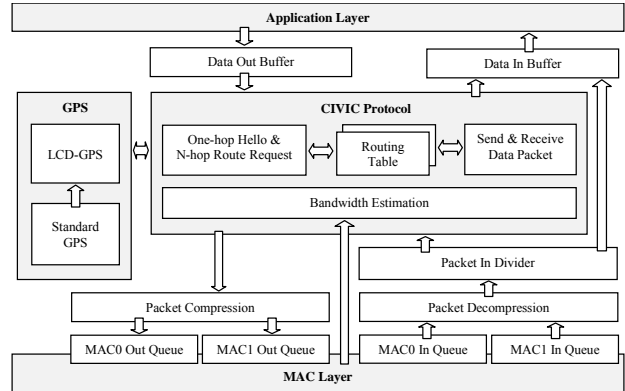 Application Layer
Data Out Buffer
Data In Buffer
GPS
LCD-GPS
Standard
GPS
CIVIC Protocol
One-hop Hello &
N-hop Route Request
Routing
Table
Send & Receive
Data Packet
Bandwidth Estimation
Packet In Divider
Packet Compression
Packet Decompression
MAC0 Out Queue
MAC1 Out Queue
MAC0 In Queue
MAC1 In Queue
MAC Layer